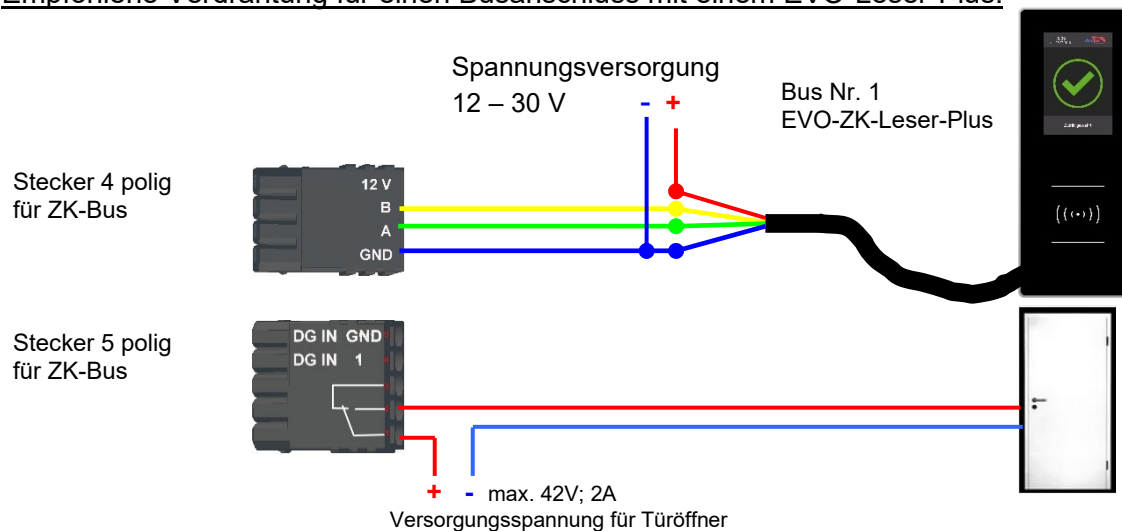 Empfohlene Verdrahtung für einen Busanschluss mit einem EVO-Leser-Plus:
Spannungsversorgung
12 – 30 V
- +
Bus Nr. 1
EVO-ZK-Leser-Plus
Stecker 4 polig
für ZK-Bus
12 V
B
A
GND
Stecker 5 polig
für ZK-Bus
DG IN GND
DG IN 1
+ - max. 42V; 2A
Versorgungsspannung für Türöffner